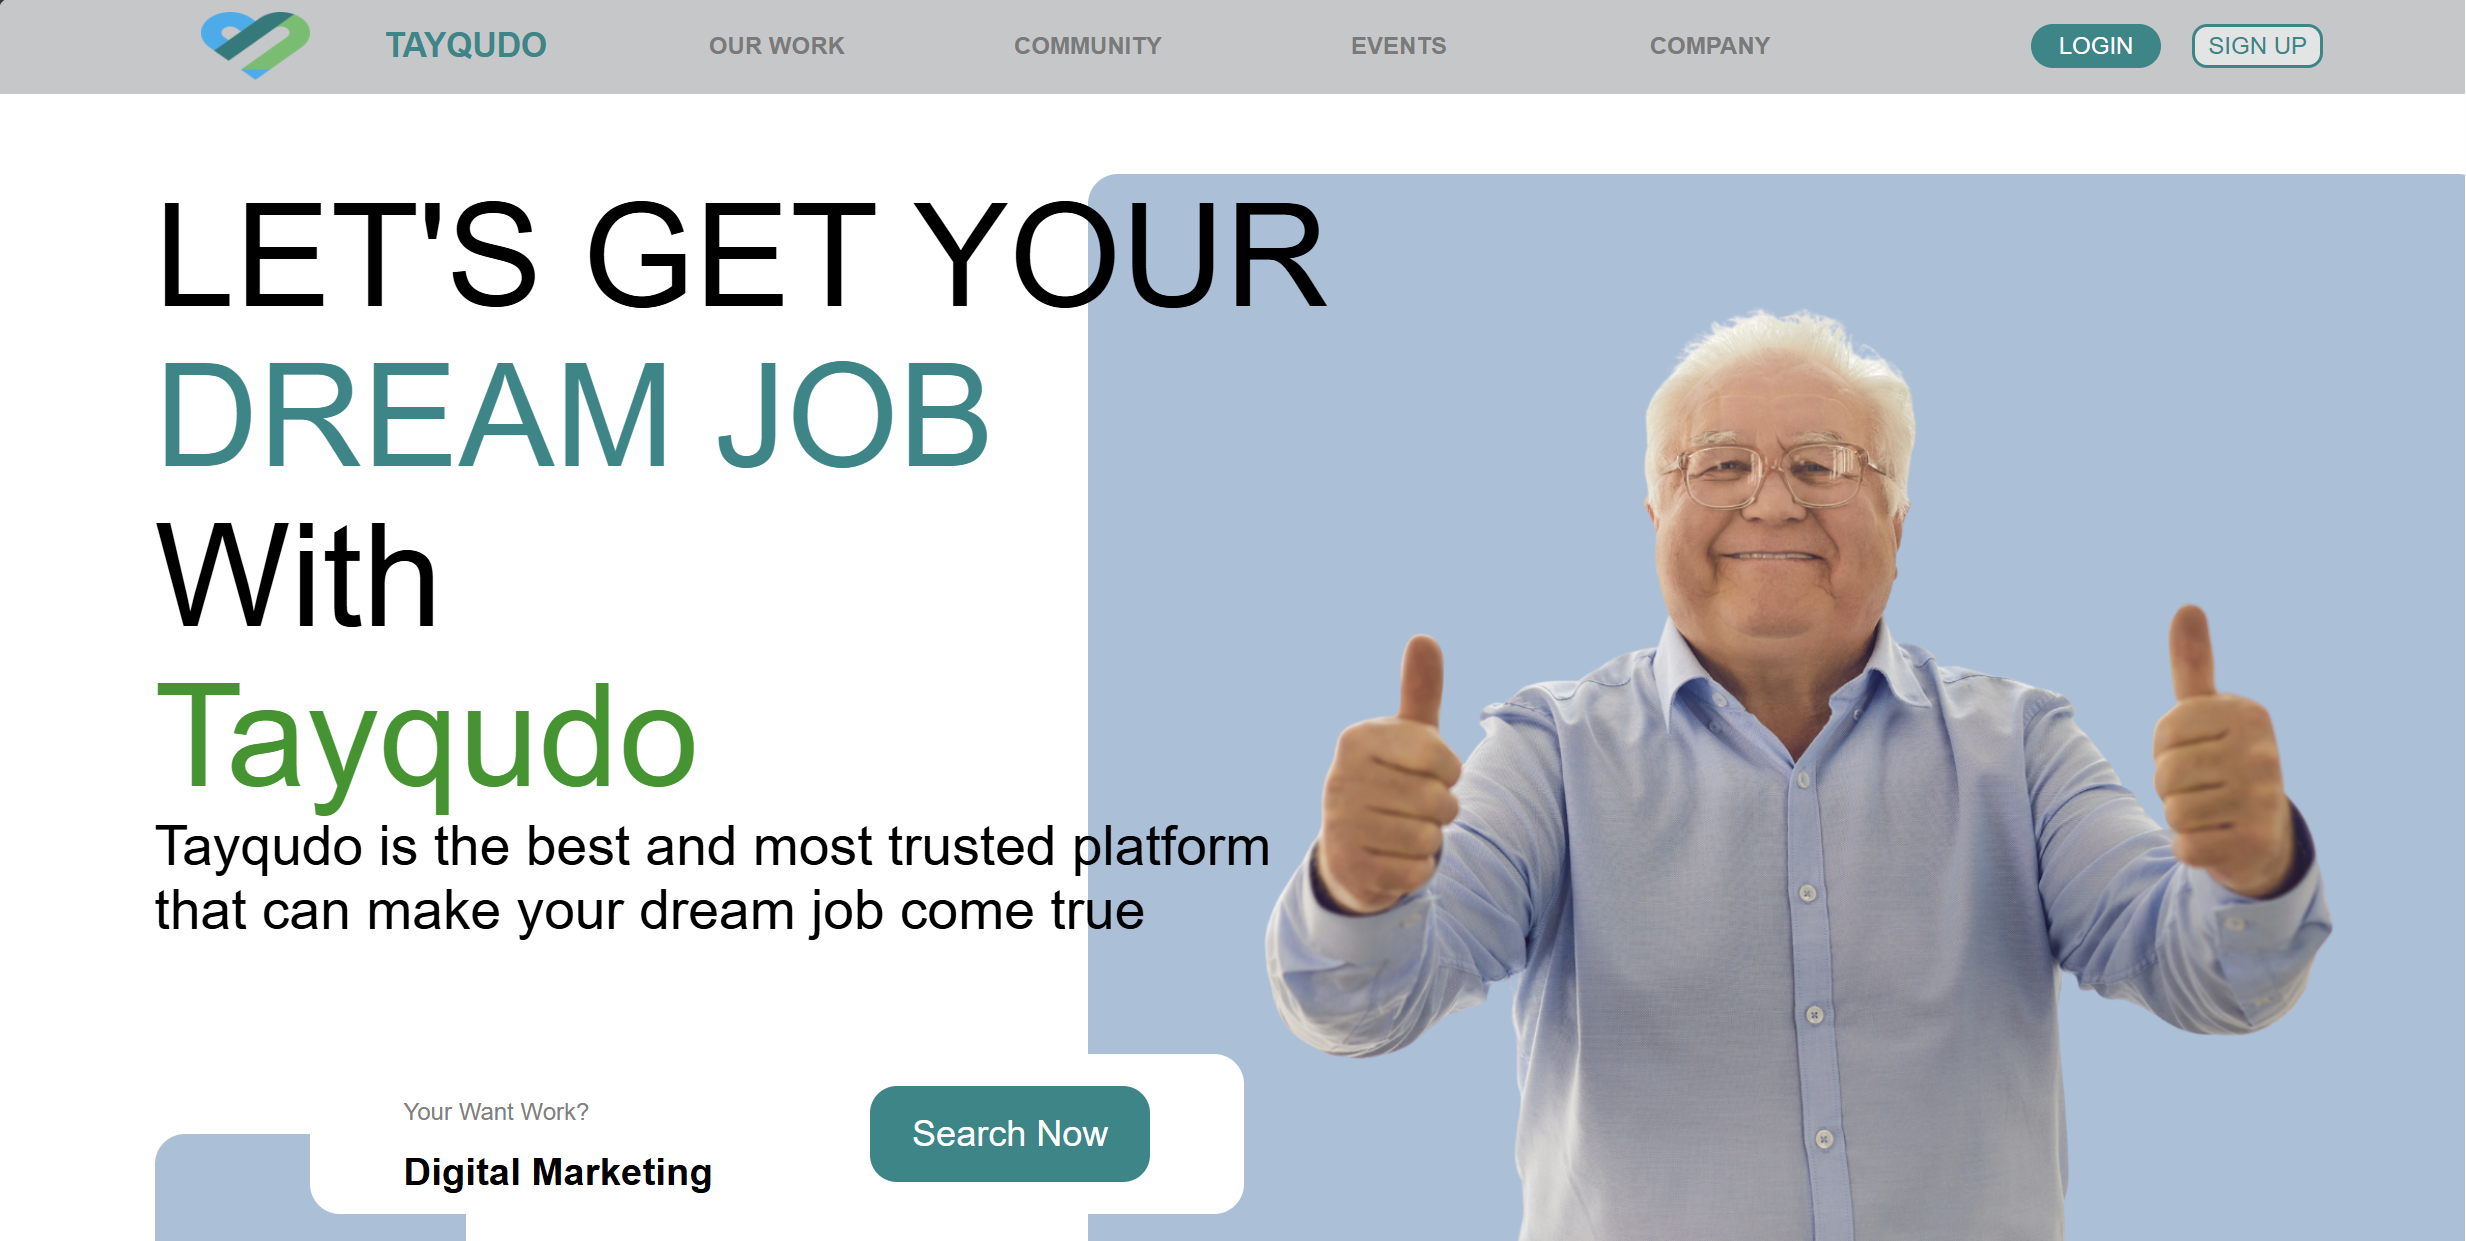 TAYQUDO
OUR WORK
COMMUNITY
EVENTS
COMPANY
LOGIN
SIGN UP
LET'S GET YOUR
DREAM JOB
With
Tayqudo
Tayqudo is the best and most trusted platform
that can make your dream job come true
Your Want Work?
Digital Marketing
Search Now